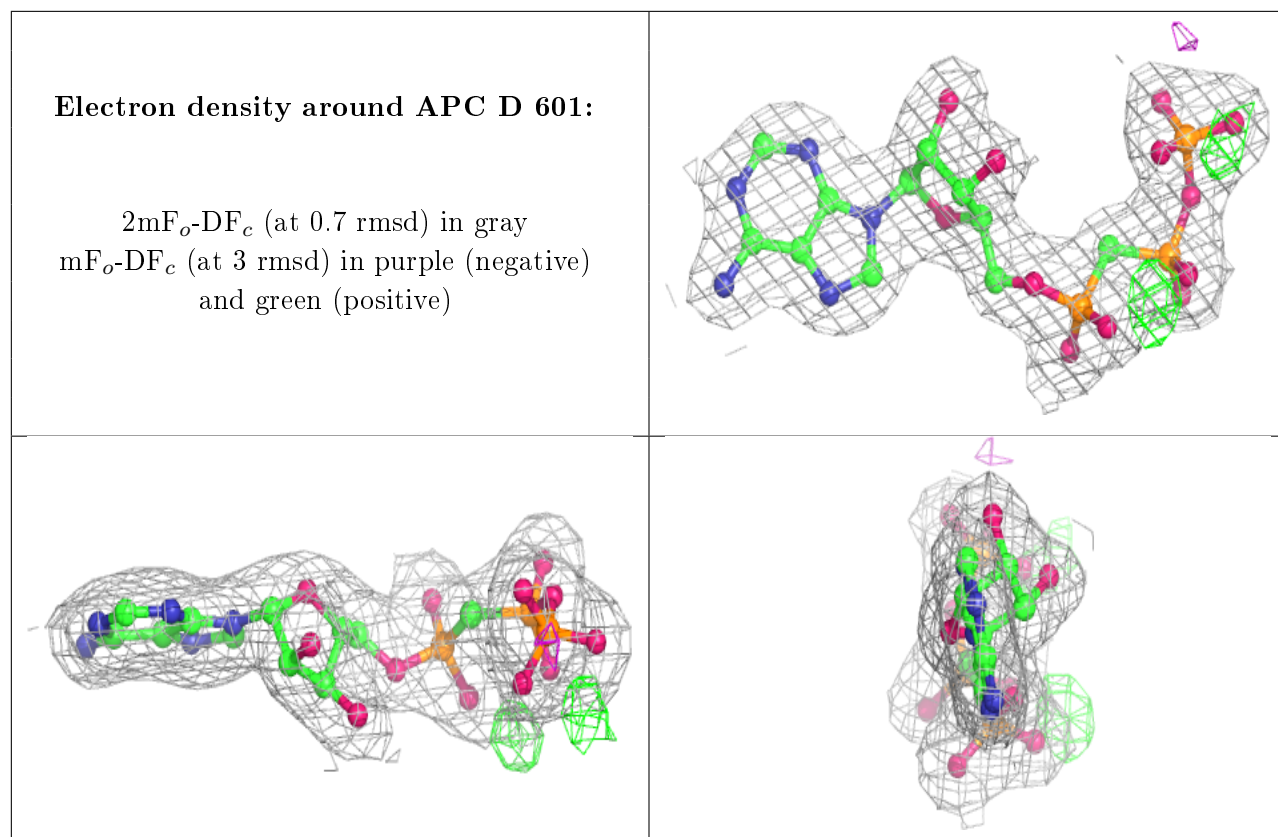 Electron density around APC D 601:
2mFo-DFc (at 0.7 rmsd) in gray
mFo-DFc (at 3 rmsd) in purple (negative)
and green (positive)